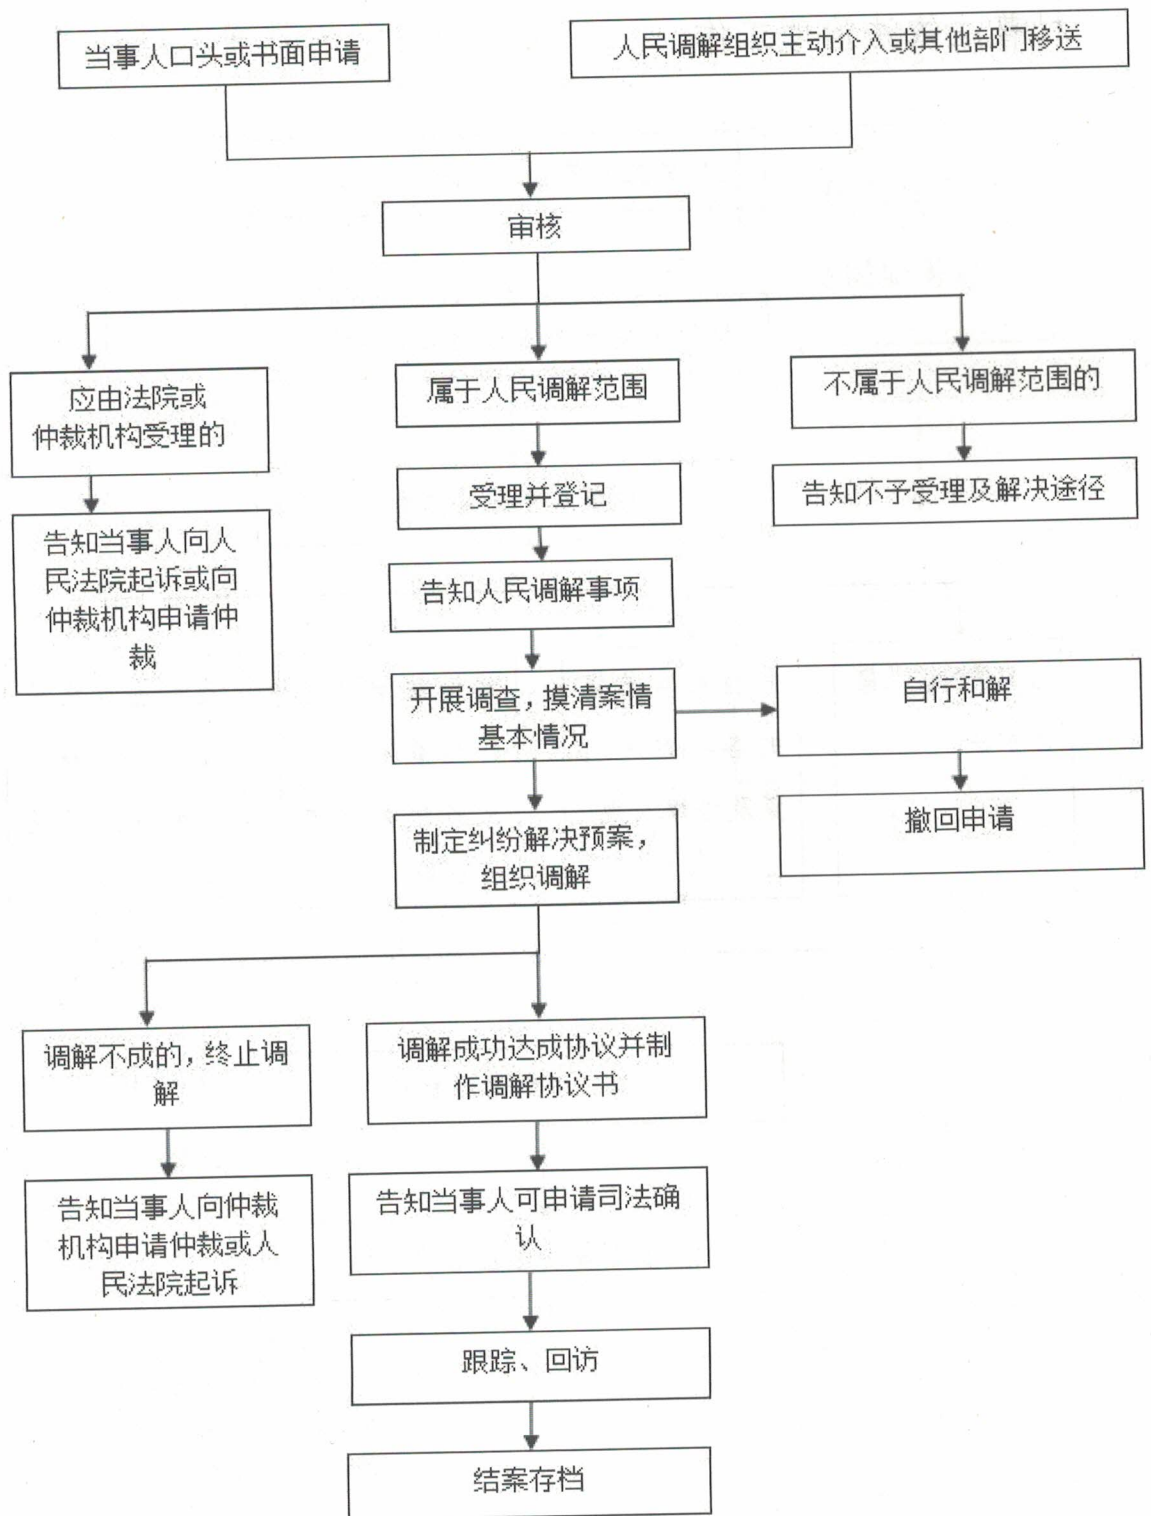 当事人口头或书面申请
人民调解组织主动介入或其他部门移送
审核
应由法院或
仲裁机构受理的
属于人民调解范围
不属于人民调解范围的
告知当事人向人
民法院起诉或向
仲裁机构申请仲
裁
受理并登记
告知不予受理及解决途径
告知人民调解事项
开展调查，摸清案情
基本情况
自行和解
撤回申请
制定纠纷解决预案，
组织调解
调解不成的，终止调
解
调解成功达成协议并制
作调解协议书
告知当事人向仲裁
机构申请仲裁或人
民法院起诉
告知当事人可申请司法确
认
跟踪、回访
结案存档